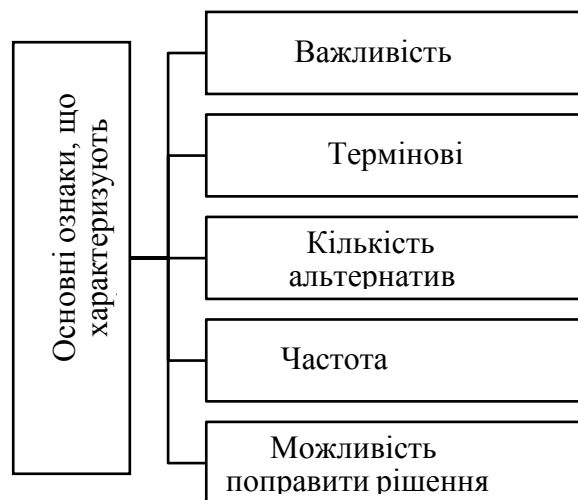 Основні ознаки, що
характеризують
Важливість
Термінові
Кількість
альтернатив
Частота
Можливість
поправити рішення